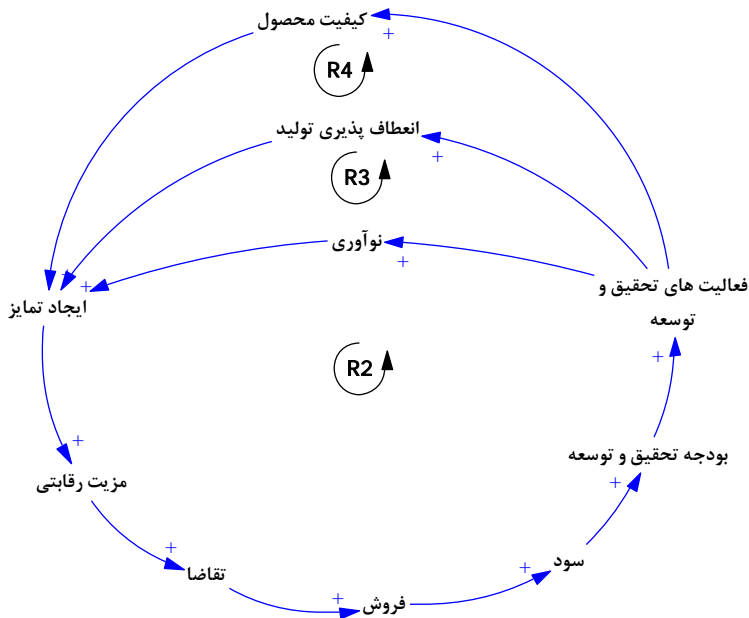 کیفیت محصول
+
R4
انعطاف پذیری تولید
+
R3
نوآوری
+
+
فعالیت های تحقیق و
توسعه
ایجاد تمایز
+
R2
+
مزیت رقابتی
بودجه تحقیق و توسعه
+
+
تقاضا
سود
+
+
فروش